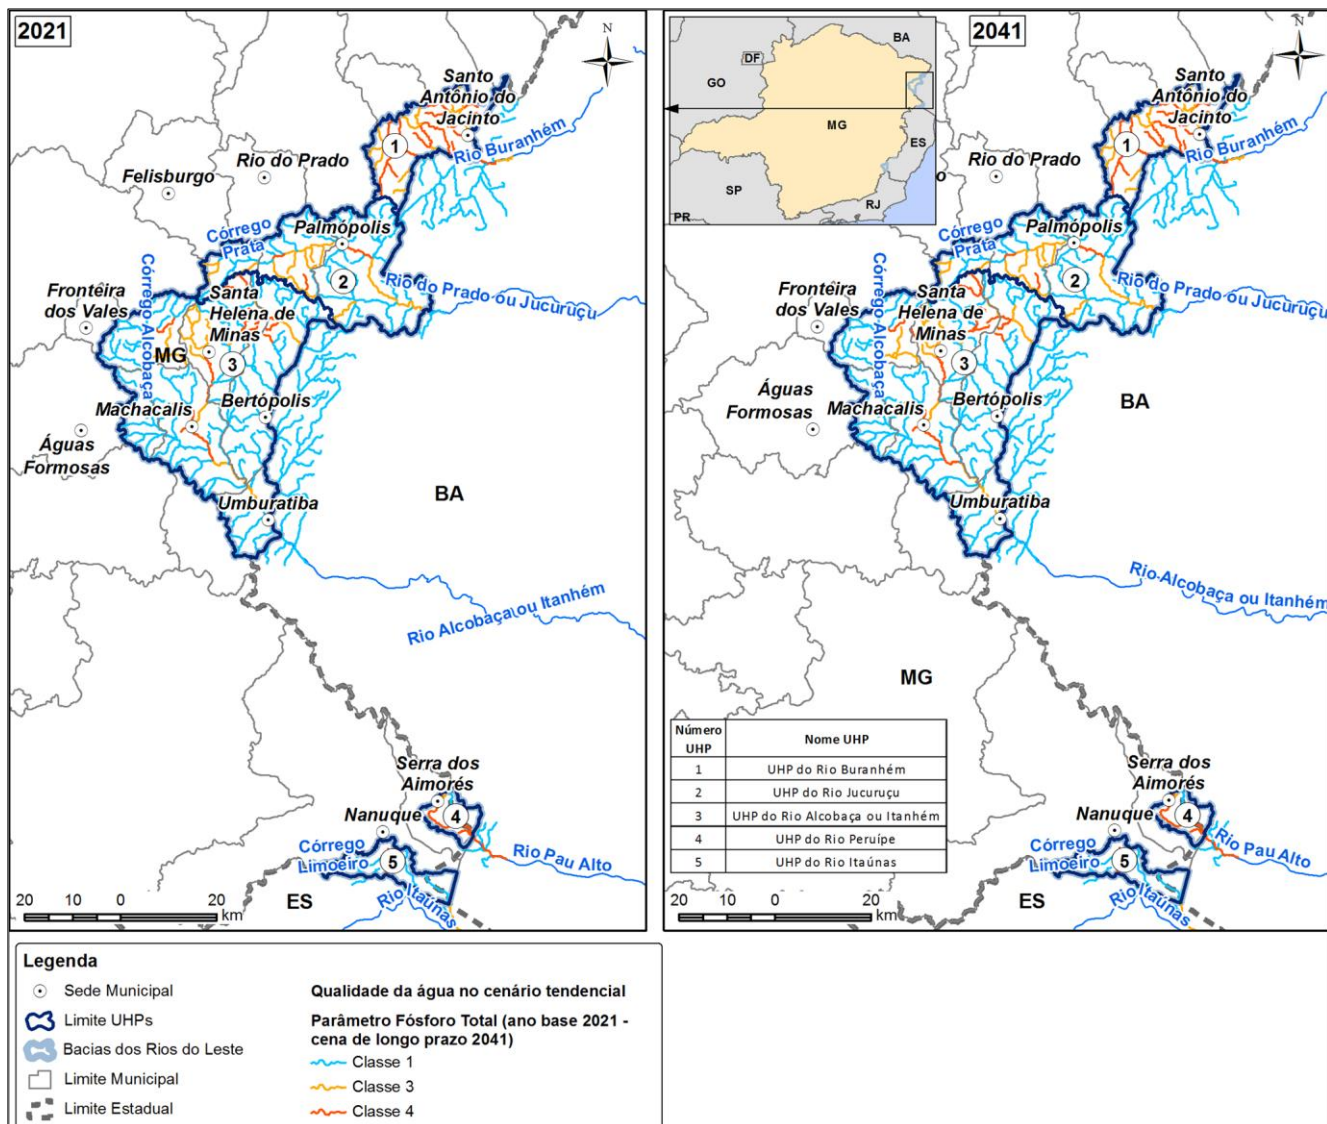 2021
N
Santo
Antônio do
Jacinto
1
Rio Buranhém
Rio do Prado
Felisburgo
Córrego
Prata
Palmópolis
2
Rio do Prado ou Jucuruçu
Frontêira
dos Vales
Córrego Alcobaça
Santa
Helena de
Minas
MG
3
Machacalis
Bertópolis
Águas
Formosas
BA
Umburatiba
Rio Alcobaça ou Itanhém
Serra dos
Aimorés
Nanuque
4
Córrego
Limoeiro
5
Rio Pau Alto
Rio Itaúnas
ES
20 10 0 20
km
2041
N
BA
DF
GO
MG
ES
SP
RJ
PR
Santo
Antônio do
Jacinto
1
Rio Buranhém
o
Rio do Prado
Córrego
Prata
Palmópolis
2
Rio do Prado ou Jucuruçu
Frontêira
dos Vales
Córrego Alcobaça
Santa
Helena de
Minas
3
Águas
Formosas
Machacalis
Bertópolis
BA
Umburatiba
Rio Alcobaça ou Itanhém
MG
Número UHP Nome UHP
1 UHP do Rio Buranhém
2 UHP do Rio Jucuruçu
3 UHP do Rio Alcobaça ou Itanhém
4 UHP do Rio Peruípe
5 UHP do Rio Itaúnas
Serra dos
Aimorés
Nanuque
4
Córrego
Limoeiro
5
Rio Pau Alto
Rio Itaúnas
ES
20 10 0 20
km
Legenda
Sede Municipal
Limite UHPs
Bacias dos Rios do Leste
Limite Municipal
Limite Estadual
Qualidade da água no cenário tendencial
Parâmetro Fósforo Total (ano base 2021 -
cena de longo prazo 2041)
Classe 1
Classe 3
Classe 4